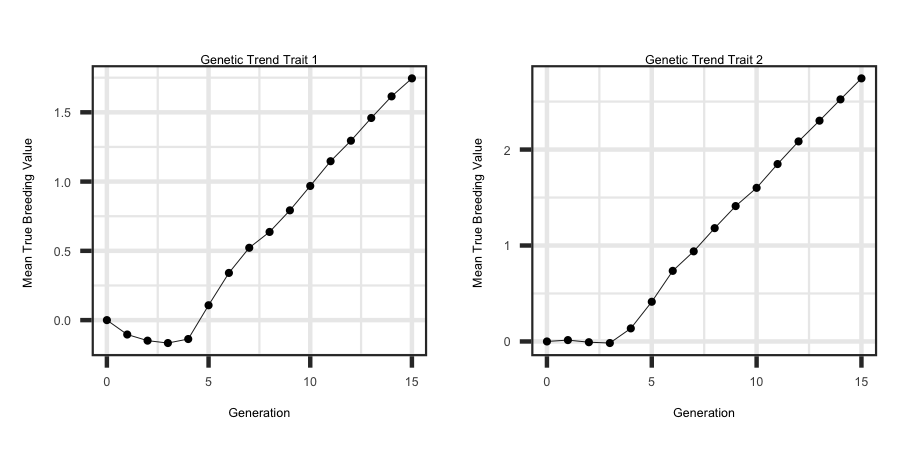 Genetic Trend Trait 1
Mean True Breeding Value
1.5
1.0
0.5
0.0
0 5 10 15
Generation
Genetic Trend Trait 2
Mean True Breeding Value
2
1
0
0 5 10 15
Generation